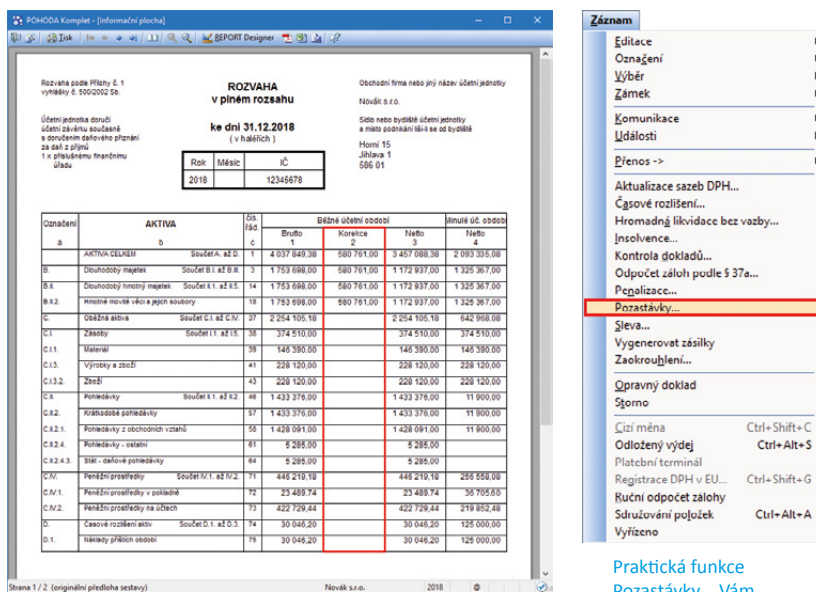 POHODA Komplet - [Informační plocha]
Tisk REPORT Designer
Rozvaha podle Přílohy č. 1
vyhlášky č. 500/2002 Sb.
Účetní jednotka doručí
účetní závěrku současně
s doručením daňového přiznání
za daň z příjmů
1 x příslušnému finančnímu
úřadu
ROZVAHA
v plném rozsahu
ke dni 31.12.2018
( v haléřích )
Rok Měsíc IČ
2018 12345678
Obchodní firma nebo jiný název účetní jednotky
Novák s.r.o.
Sídlo nebo bydliště účetní jednotky
a místo podnikání liší-li se od bydliště
Horní 15
Jihlava 1
586 01
Označení AKTIVA čís. řád. Běžné účetní období Minulé úč. období
Brutto Korekce Netto Netto
a b c 1 2 3 4
AKTIVA CELKEM Součet A. až D. 1 4 037 849,38 580 761,00 3 457 088,38 2 093 335,08
B. Dlouhodobý majetek Součet B.I. až B.III. 3 1 753 698,00 580 761,00 1 172 937,00 1 325 367,00
B.II. Dlouhodobý hmotný majetek Součet II.1. až II.5. 14 1 753 698,00 580 761,00 1 172 937,00 1 325 367,00
B.II.2. Hmotné movité věci a jejich soubory 18 1 753 698,00 580 761,00 1 172 937,00 1 325 367,00
C. Oběžná aktiva Součet C.I. až C.IV. 37 2 254 105,18 2 254 105,18 642 968,08
C.I. Zásoby Součet I.1. až I.5. 38 374 510,00 374 510,00 374 510,00
C.I.1. Materiál 39 146 390,00 146 390,00 146 390,00
C.I.3. Výrobky a zboží 41 228 120,00 228 120,00 228 120,00
C.I.3.2. Zboží 43 228 120,00 228 120,00 228 120,00
C.II. Pohledávky Součet II.1. až II.2. 46 1 433 376,00 1 433 376,00 11 900,00
C.II.2. Krátkodobé pohledávky 57 1 433 376,00 1 433 376,00 11 900,00
C.II.2.1. Pohledávky z obchodních vztahů 58 1 428 091,00 1 428 091,00 11 900,00
C.II.2.4. Pohledávky - ostatní 61 5 285,00 5 285,00
C.II.2.4.3. Stát - daňové pohledávky 64 5 285,00 5 285,00
C.IV. Peněžní prostředky Součet IV.1. až IV.2. 71 446 219,18 446 219,18 256 558,08
C.IV.1. Peněžní prostředky v pokladně 72 23 489,74 23 489,74 36 705,60
C.IV.2. Peněžní prostředky na účtech 73 422 729,44 422 729,44 219 852,48
D. Časové rozlišení aktiv Součet D.1. až D.3. 74 30 046,20 30 046,20 125 000,00
D.1. Náklady příštích období 75 30 046,20 30 046,20 125 000,00
Strana 1 / 2 (originální předloha sestavy) Novák s.r.o. 2018 @
Záznam
Editace
Označení
Výběr
Zámek
Komunikace
Události
Přenos ->
Aktualizace sazeb DPH...
Časové rozlišení...
Hromadná likvidace bez vazby...
Insolvence...
Kontrola dokladů...
Odpočet záloh podle § 37a...
Penalizace...
Pozastávky...
Sleva...
Vygenerovat zásilky
Zaokrouhlení...
Opravný doklad
Storno
Cizí měna Ctrl+Shift+C
Odložený výdej Ctrl+Alt+S
Platební terminál
Registrace DPH v EU... Ctrl+Shift+G
Ruční odpočet zálohy
Sdružování položek Ctrl+Alt+A
Vyřízeno
Praktická funkce
Pozastávky... Vám